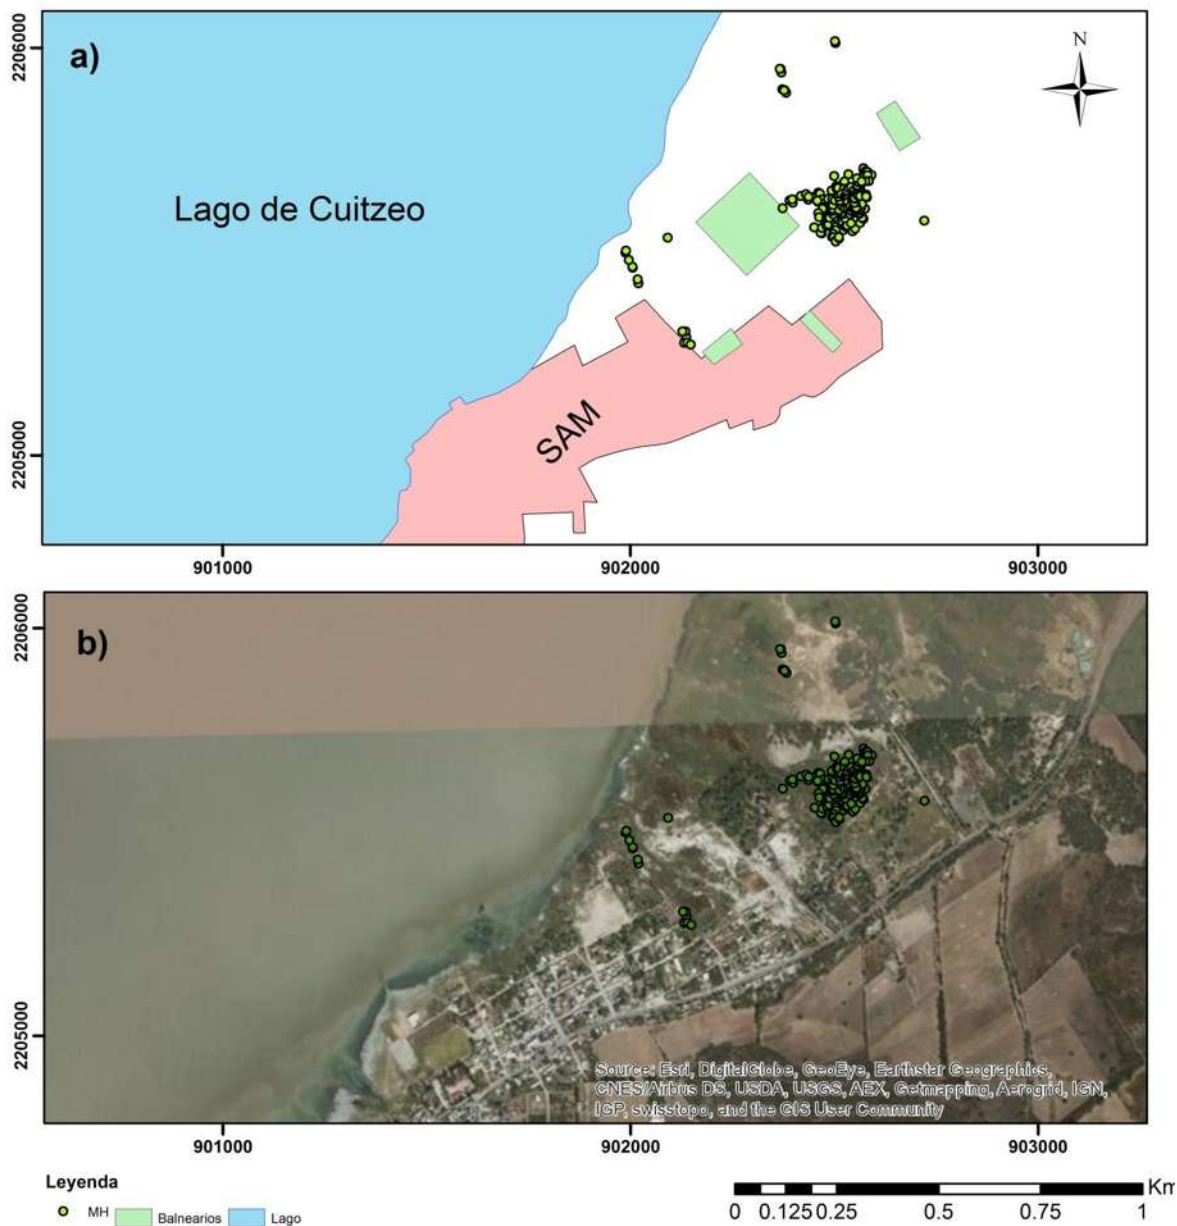 a)
N
2206000
Lago de Cuitzeo
SAM
2205000
901000
902000
903000
b)
2206000
2205000
Source: Esri, DigitalGlobe, GeoEye, Earthstar Geographics,
CNES/Airbus DS, USDA, USGS, AEX, Getmapping, Aerogrid, IGN,
IGP, swisstopo, and the GIS User Community
901000
902000
903000
Leyenda
MH
Balnearios
Lago
Km
0 0.125 0.25 0.5 0.75 1